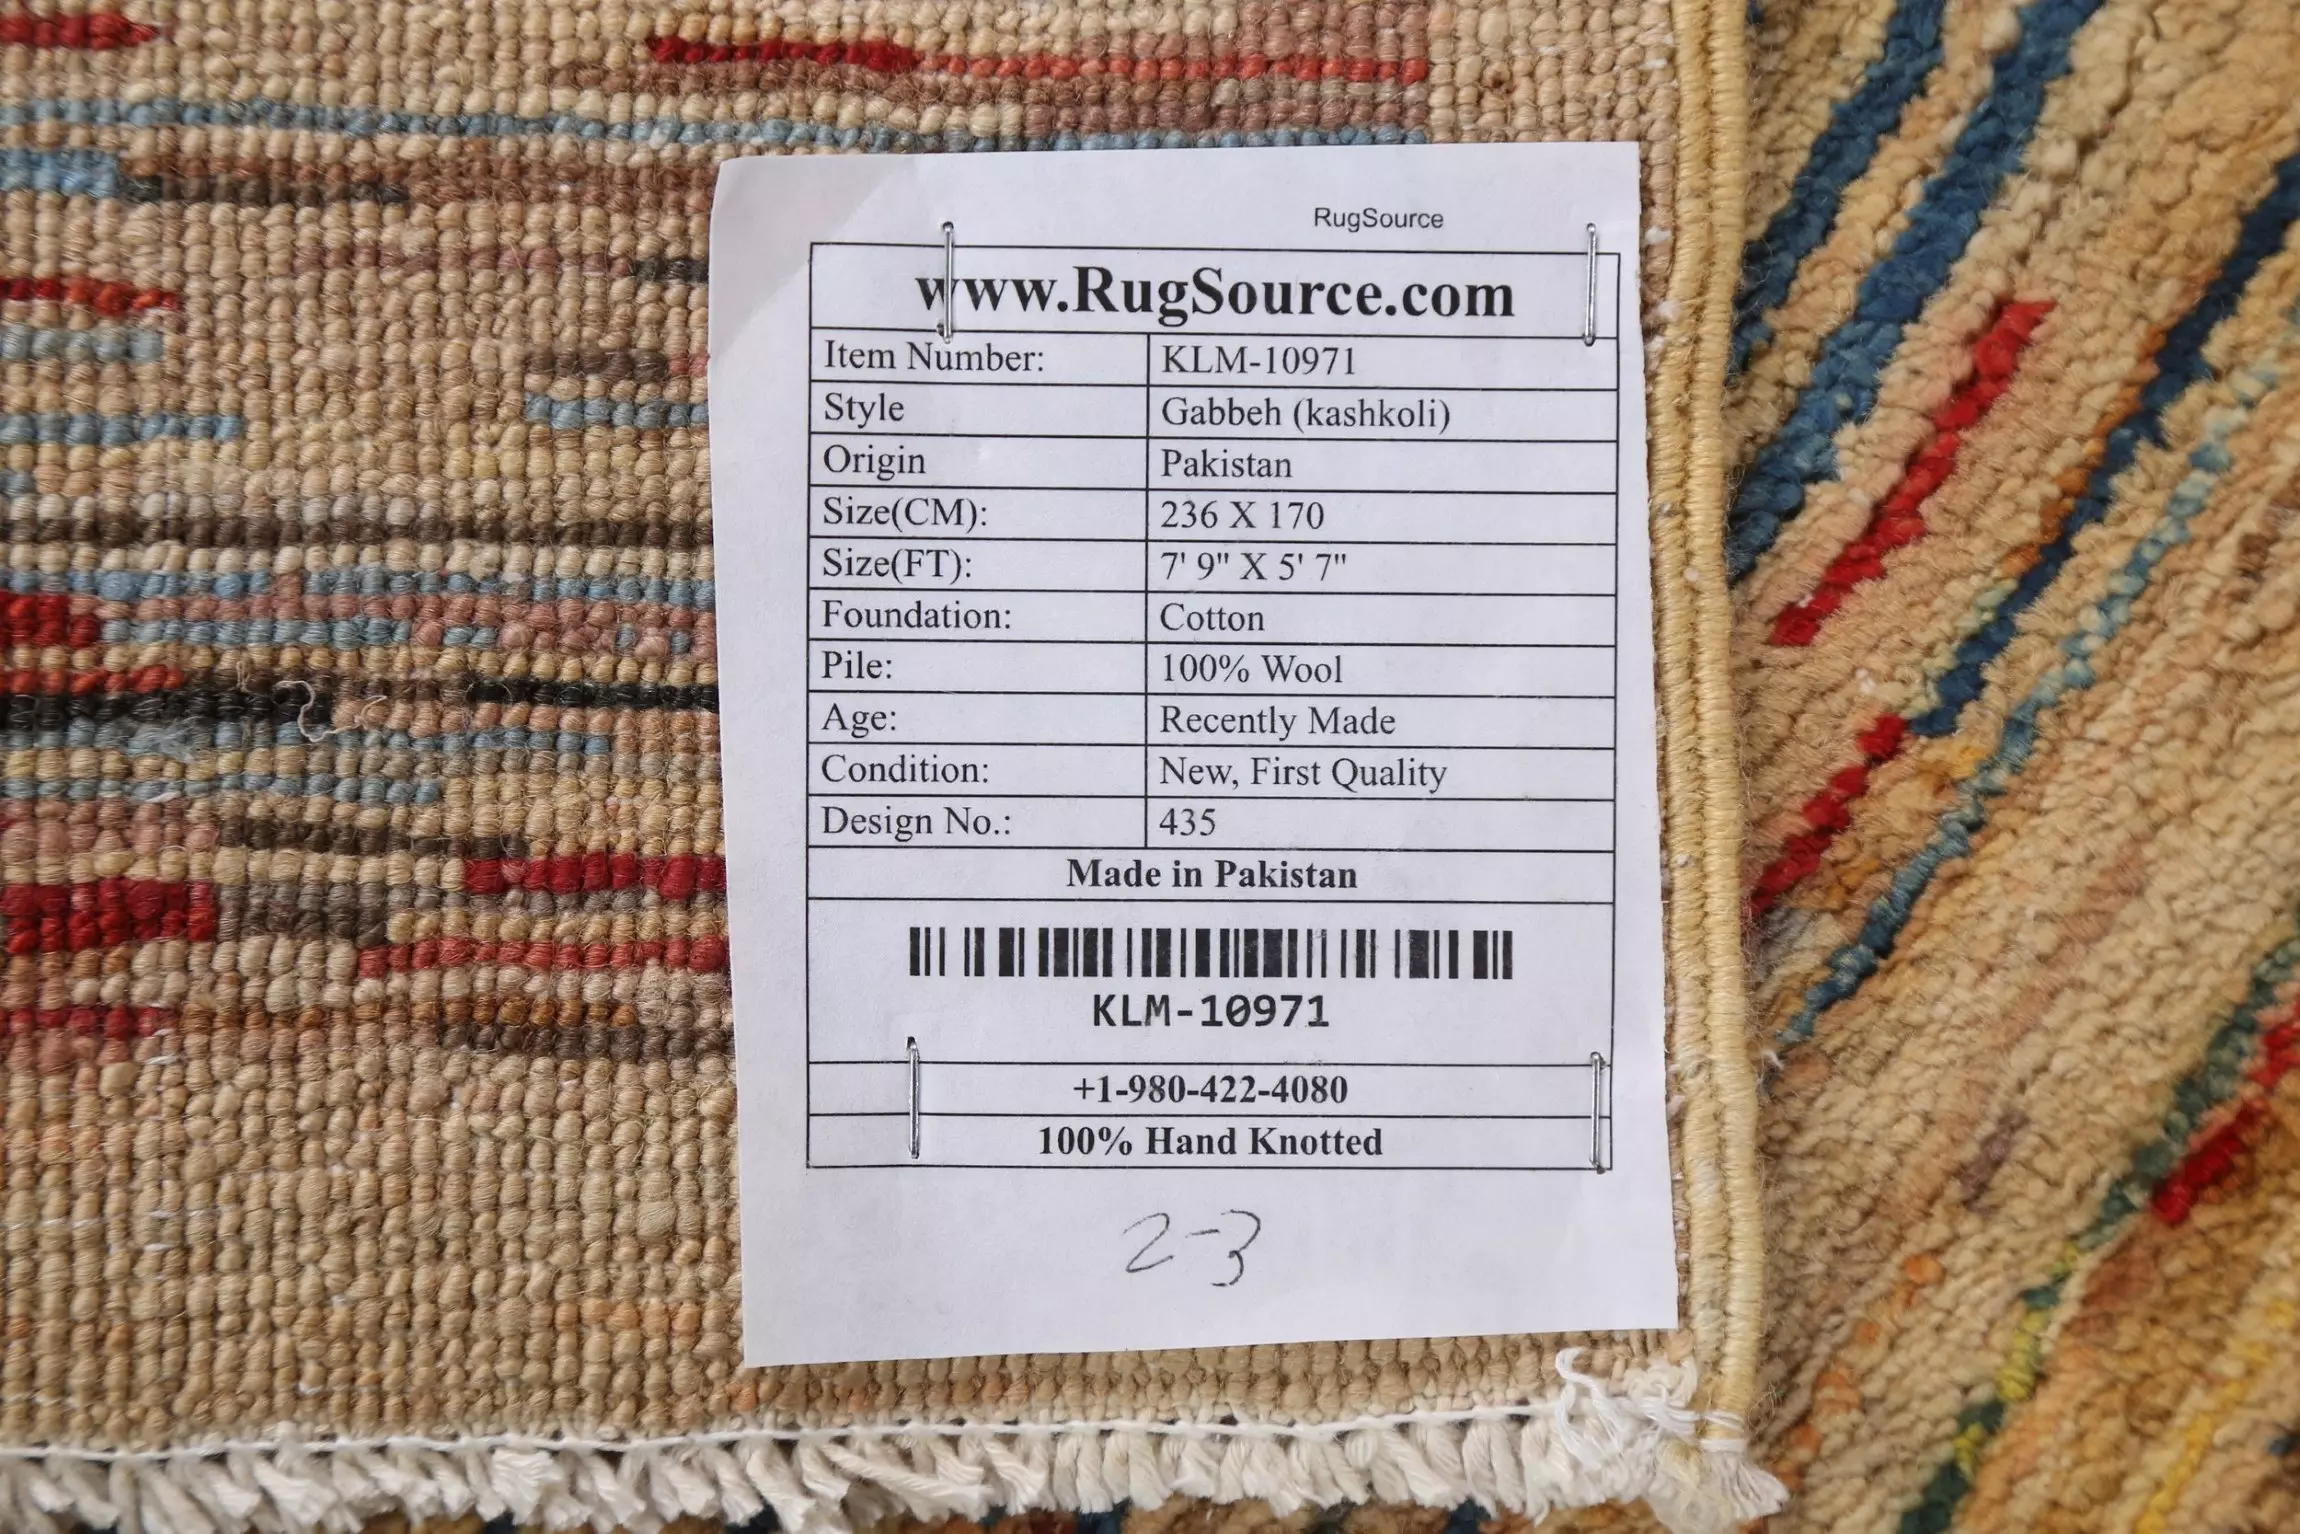 RugSource
www.RugSource.com
Item Number: KLM-10971
Style Gabbeh (kashkoli)
Origin Pakistan
Size(CM): 236 X 170
Size(FT): 7' 9" X 5' 7"
Foundation: Cotton
Pile: 100% Wool
Age: Recently Made
Condition: New, First Quality
Design No.: 435
Made in Pakistan
KLM-10971
+1-980-422-4080
100% Hand Knotted
2-3